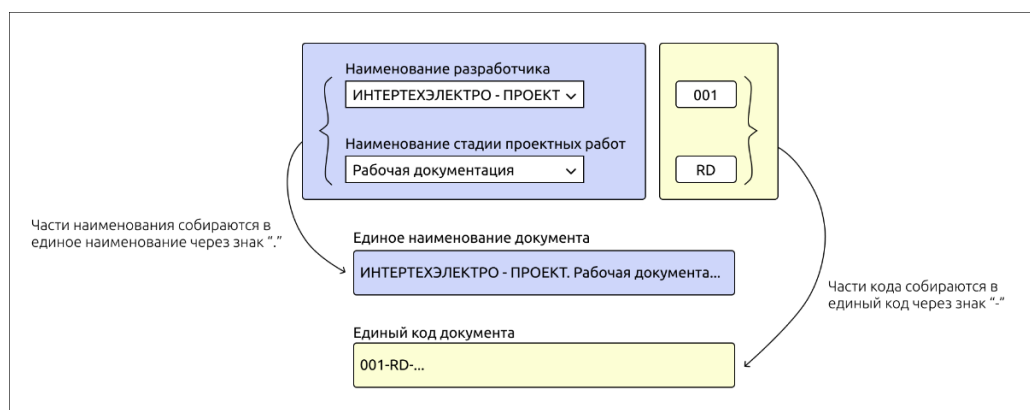 Наименование разработчика
ИНТЕРТЕХЭЛЕКТРО - ПРОЕКТ
001
Наименование стадии проектных работ
Рабочая документация
RD
Части наименования собираются в
единое наименование через знак “.”
Единое наименование документа
ИНТЕРТЕХЭЛЕКТРО - ПРОЕКТ. Рабочая документа...
Части кода собираются в
единый код через знак “-“
Единый код документа
001-RD-...